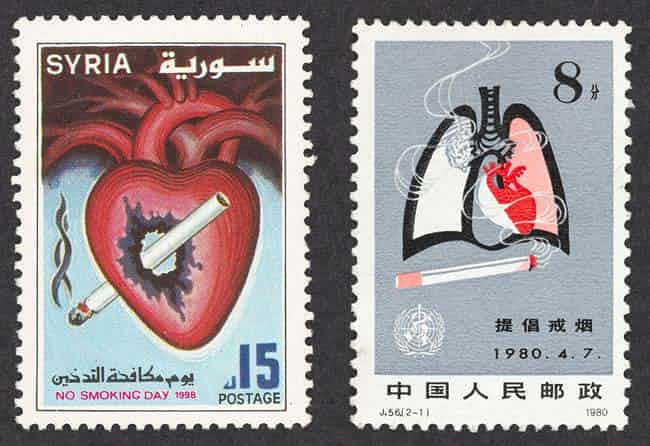 SYRIA سورية
يوم مكافحة التدخين
NO SMOKING DAY 1998
15 ل
POSTAGE
8分
提倡戒烟
1980.4.7.
中国人民邮政
J.56.(2-1) 1980